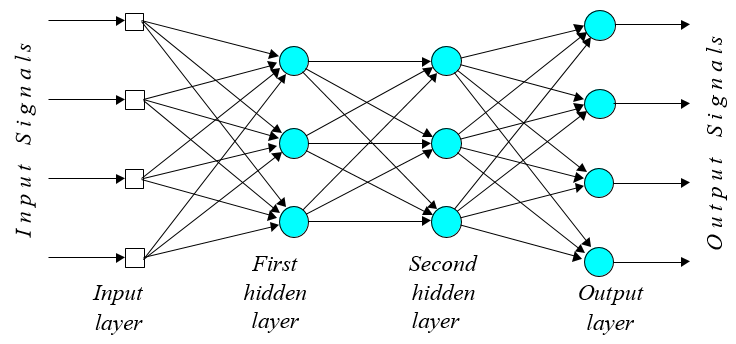 Input Signals
First
hidden
layer
Second
hidden
layer
Input
layer
Output
layer
Output Signals